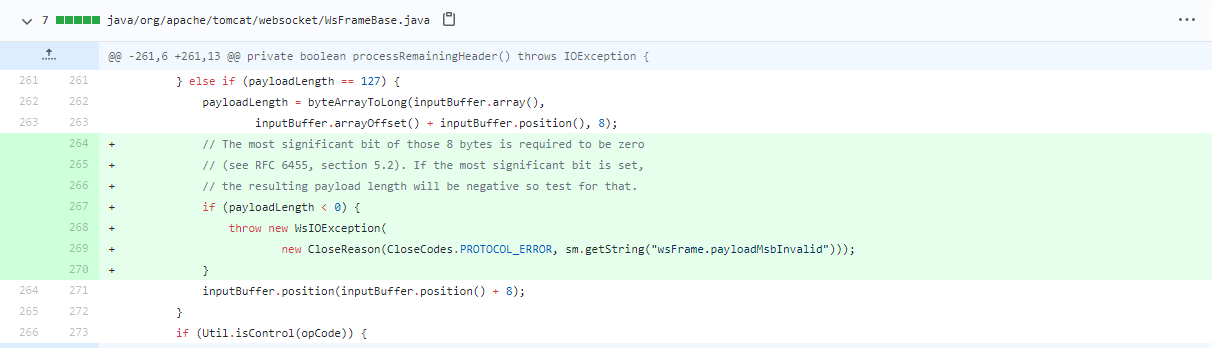 7 java/org/apache/tomcat/websocket/WsFrameBase.java
@@ -261,6 +261,13 @@ private boolean processRemainingHeader() throws IOException {
261 261 } else if (payloadLength == 127) {
262 262 payloadLength = byteArrayToLong(inputBuffer.array(),
263 263 inputBuffer.arrayOffset() + inputBuffer.position(), 8);
264 + // The most significant bit of those 8 bytes is required to be zero
265 + // (see RFC 6455, section 5.2). If the most significant bit is set,
266 + // the resulting payload length will be negative so test for that.
267 + if (payloadLength < 0) {
268 + throw new WsIOException(
269 + new CloseReason(CloseCodes.PROTOCOL_ERROR, sm.getString("wsFrame.payloadMsbInvalid")));
270 + }
264 271 inputBuffer.position(inputBuffer.position() + 8);
265 272 }
266 273 if (Util.isControl(opCode)) {